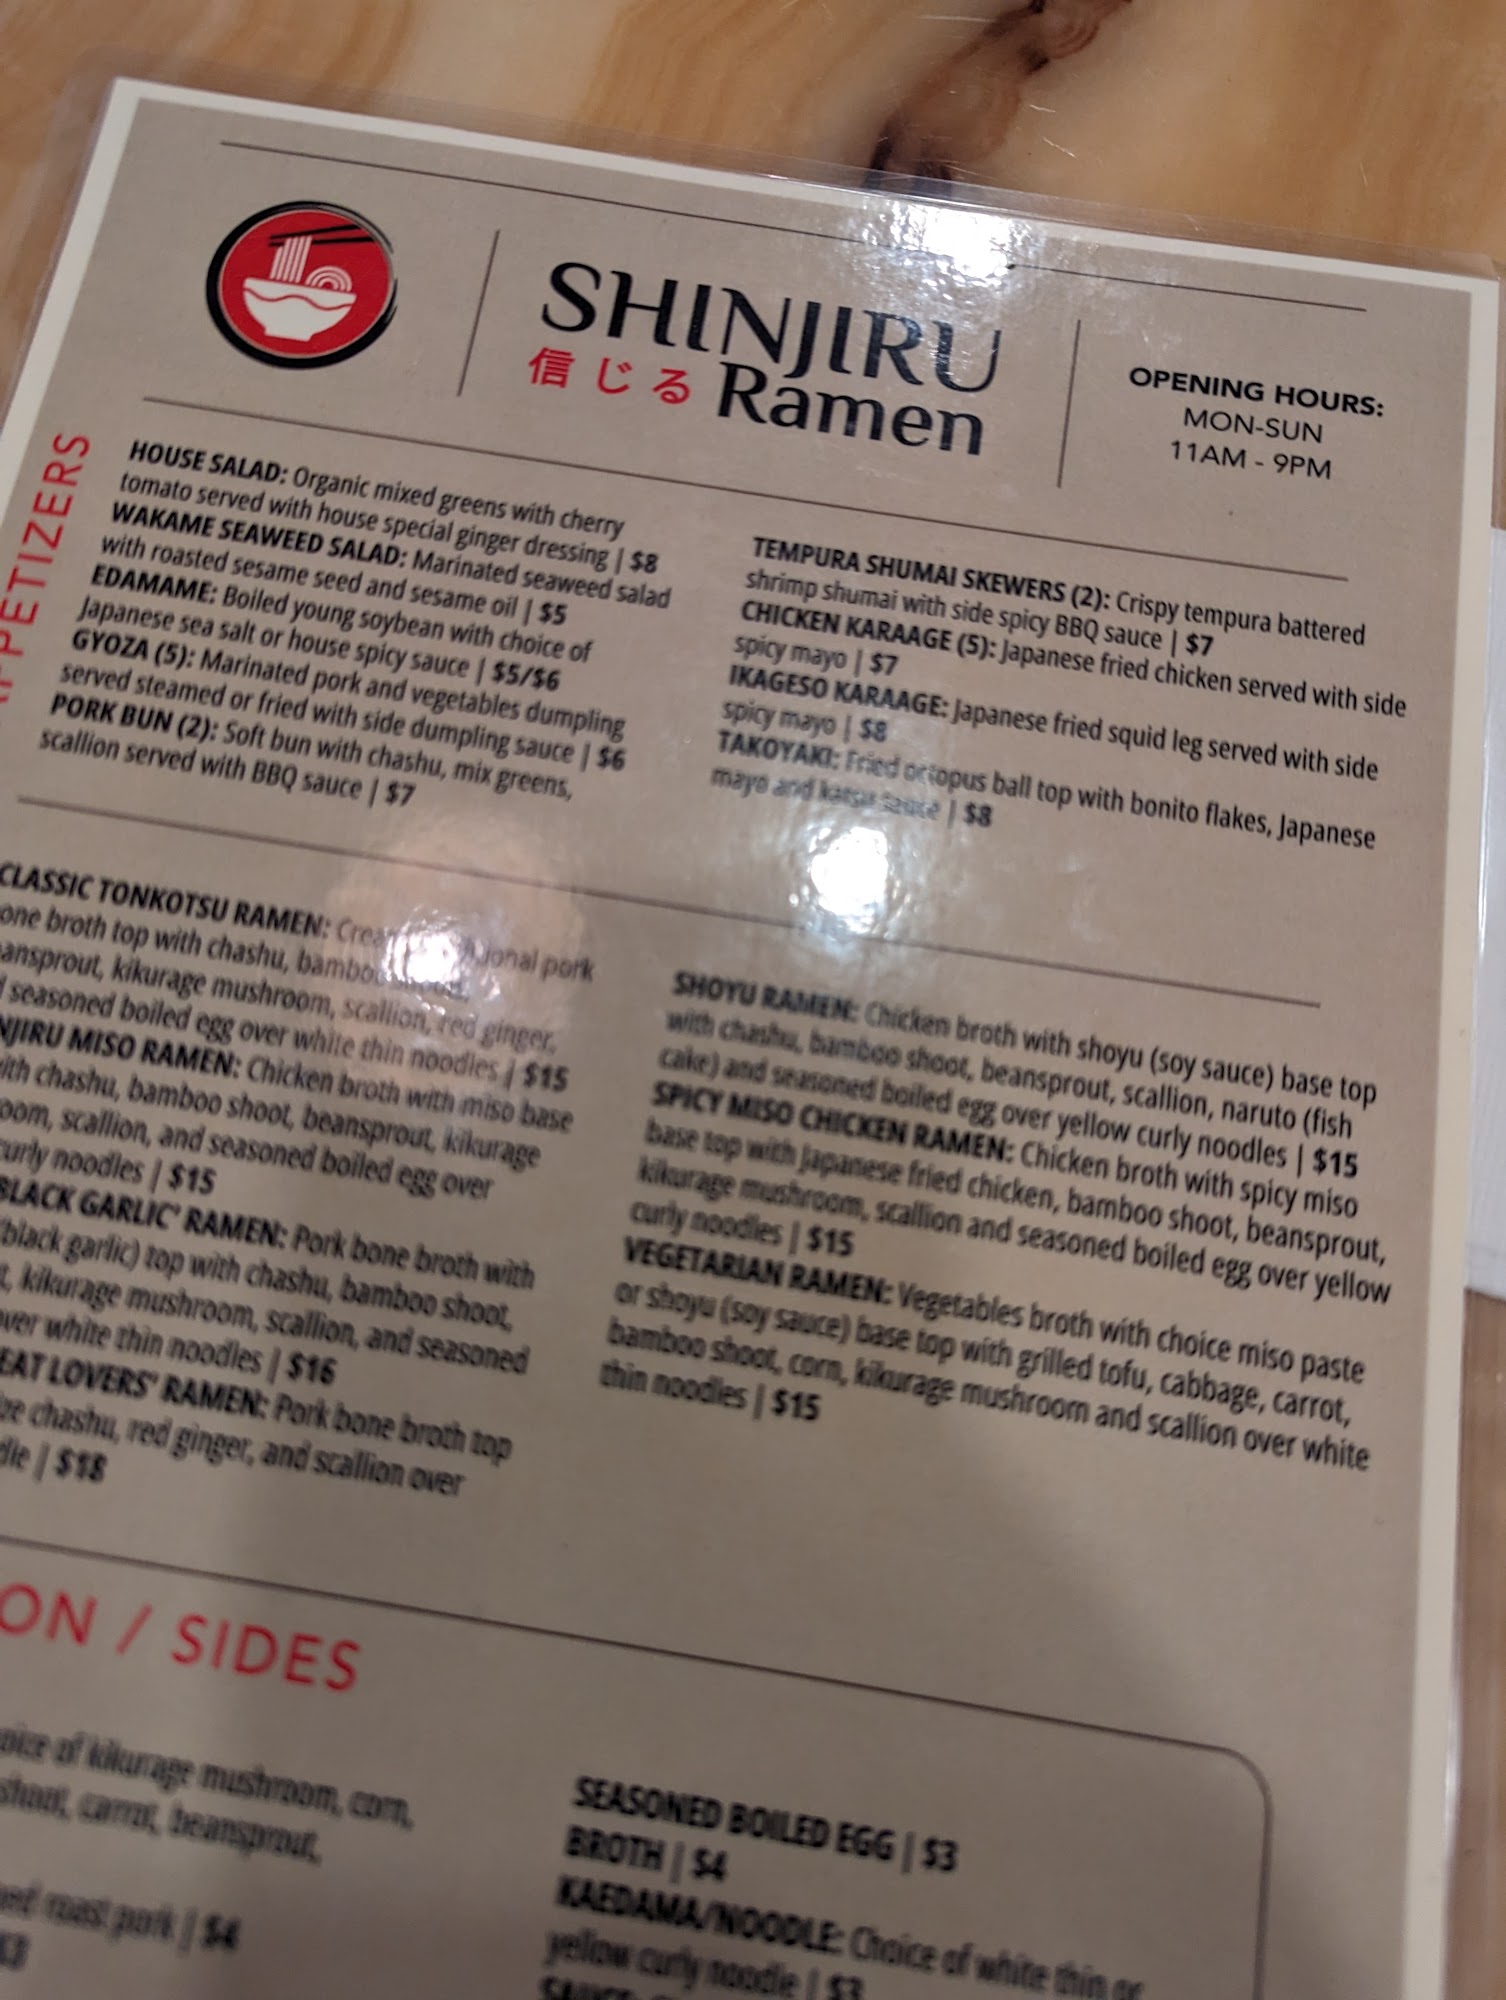 SHINJIRU
信じる Ramen
OPENING HOURS:
MON-SUN
11AM - 9PM
APPETIZERS
HOUSE SALAD: Organic mixed greens with cherry
tomato served with house special ginger dressing | $8
WAKAME SEAWEED SALAD: Marinated seaweed salad
with roasted sesame seed and sesame oil | $5
EDAMAME: Boiled young soybean with choice of
Japanese sea salt or house spicy sauce | $5/$6
GYOZA (5): Marinated pork and vegetables dumpling
served steamed or fried with side dumpling sauce | $6
PORK BUN (2): Soft bun with chashu, mix greens,
scallion served with BBQ sauce | $7
TEMPURA SHUMAI SKEWERS (2): Crispy tempura battered
shrimp shumai with side spicy BBQ sauce | $7
CHICKEN KARAAGE (5): Japanese fried chicken served with side
spicy mayo | $7
IKAGESO KARAAGE: Japanese fried squid leg served with side
spicy mayo | $8
TAKOYAKI: Fried octopus ball top with bonito flakes, Japanese
mayo and katsu sauce | $8
CLASSIC TONKOTSU RAMEN: pork
one broth top with chashu, bamboo
eansprout, kikurage mushroom, scallion, red ginger,
d seasoned boiled egg over white thin noodles | $15
NJIRU MISO RAMEN: Chicken broth with miso base
ith chashu, bamboo shoot, beansprout, kikurage
oom, scallion, and seasoned boiled egg over
curly noodles | $15
BLACK GARLIC' RAMEN: Pork bone broth with
(black garlic) top with chashu, bamboo shoot,
t, kikurage mushroom, scallion, and seasoned
over white thin noodles | $16
EAT LOVERS' RAMEN: Pork bone broth top
ze chashu, red ginger, and scallion over
dle | $18
SHOYU RAMEN: Chicken broth with shoyu (soy sauce) base top
with chashu, bamboo shoot, beansprout, scallion, naruto (fish
cake) and seasoned boiled egg over yellow curly noodles | $15
SPICY MISO CHICKEN RAMEN: Chicken broth with spicy miso
base top with Japanese fried chicken, bamboo shoot, beansprout,
kikurage mushroom, scallion and seasoned boiled egg over yellow
curly noodles | $15
VEGETARIAN RAMEN: Vegetables broth with choice miso paste
or shoyu (soy sauce) base top with grilled tofu, cabbage, carrot,
bamboo shoot, corn, kikurage mushroom and scallion over white
thin noodles | $15
ON / SIDES
oice of kikurage mushroom, corn,
shoot, carrot, beansprout,
roast pork | $4
$3
SEASONED BOILED EGG | $3
BROTH | $4
KAEDAMA/NOODLE: Choice of white thin or
yellow curly noodle | $3